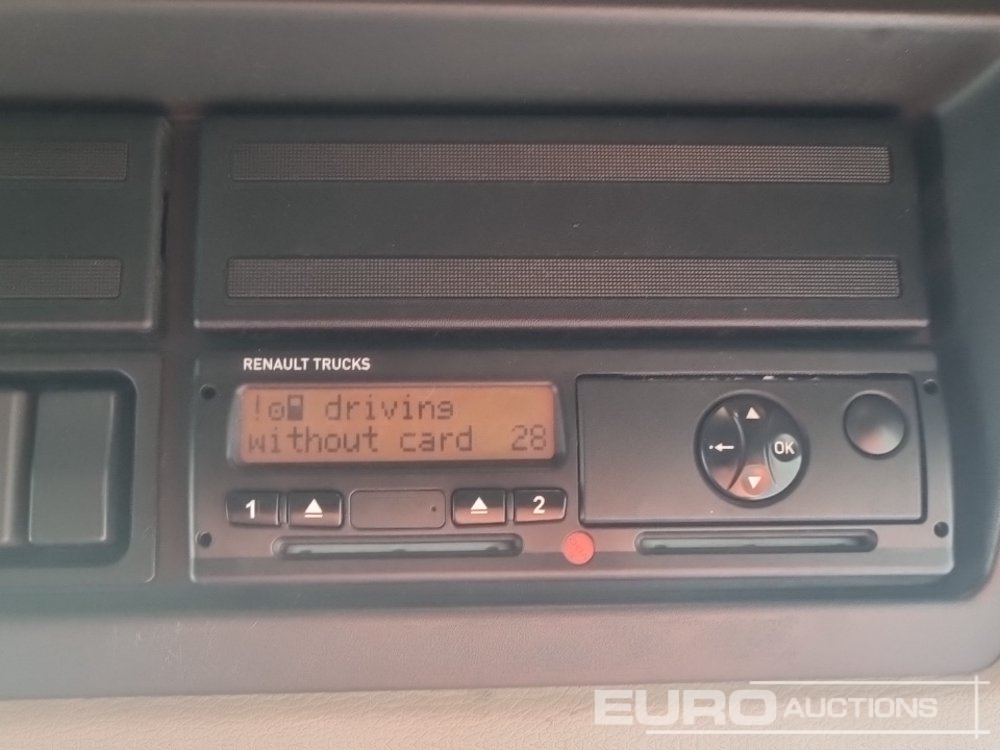 RENAULT TRUCKS
! driving
without card 28
1 2
OK
EURO AUCTIONS